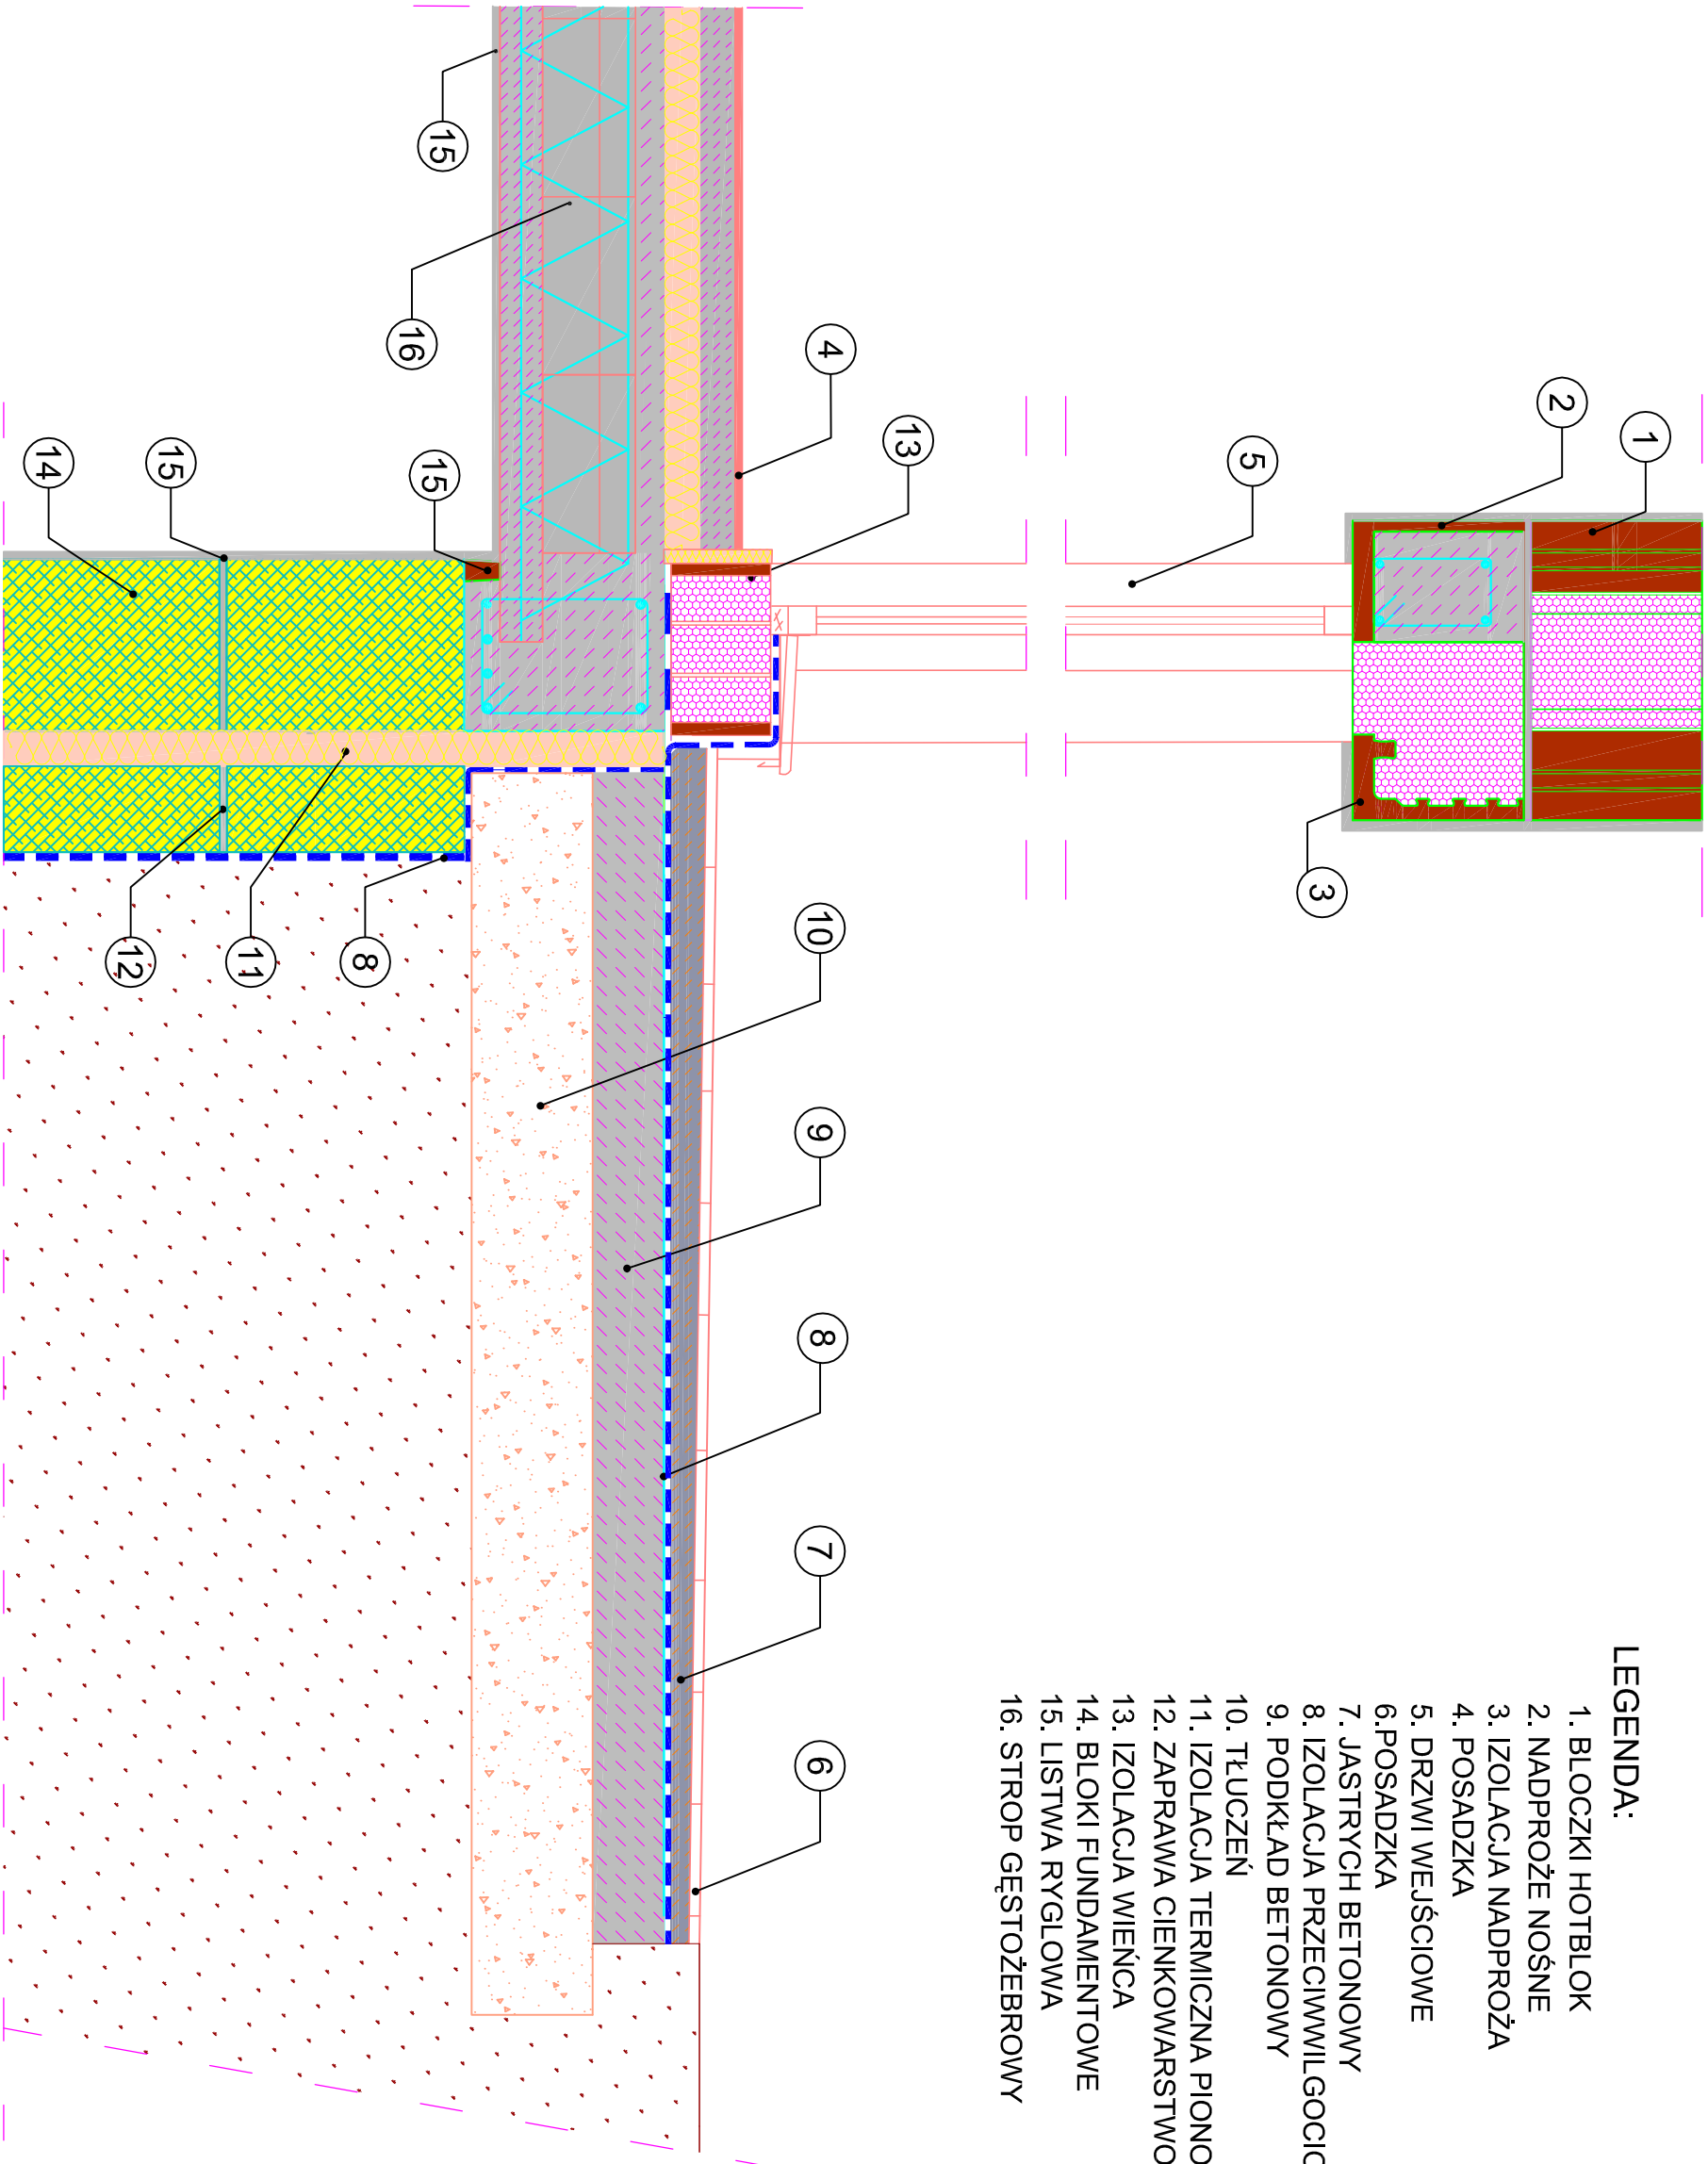 LEGENDA:
1. BLOCZKI HOTBLOK
2. NADPROŻE NOŚNE
3. IZOLACJA NADPROŻA
4. POSADZKA
5. DRZWI WEJŚCIOWE
6.POSADZKA
7. JASTRYCH BETONOWY
8. IZOLACJA
9. PODKŁAD BETONOWY
10. TŁUCZEŃ
11. IZOLACJA TERMICZNA
12. ZAPRAWA
13. IZOLACJA WIEŃCA
14. BLOKI FUNDAMENTOWE
15. LISTWA RYGLOWA
16. STROP GĘSTOŻEBROWY
1
2
3
5
13
4
15
16
15
15
14
10
9
8
7
6
8
11
12